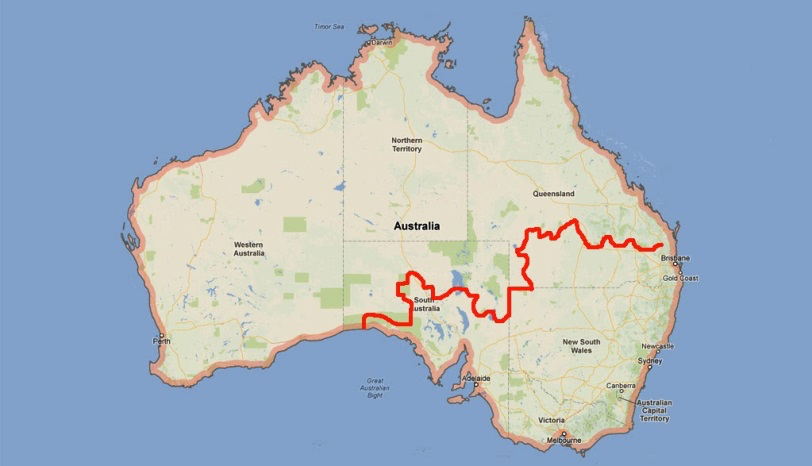 Timor Sea
Darwin
Northern
Territory
Queensland
Australia
Western
Australia
Brisbane
Gold Coast
South
Australia
Perth
New South
Wales
Newcastle
Sydney
Great
Australian
Bight
Adelaide
Canberra
Australian
Capital
Territory
Victoria
Melbourne